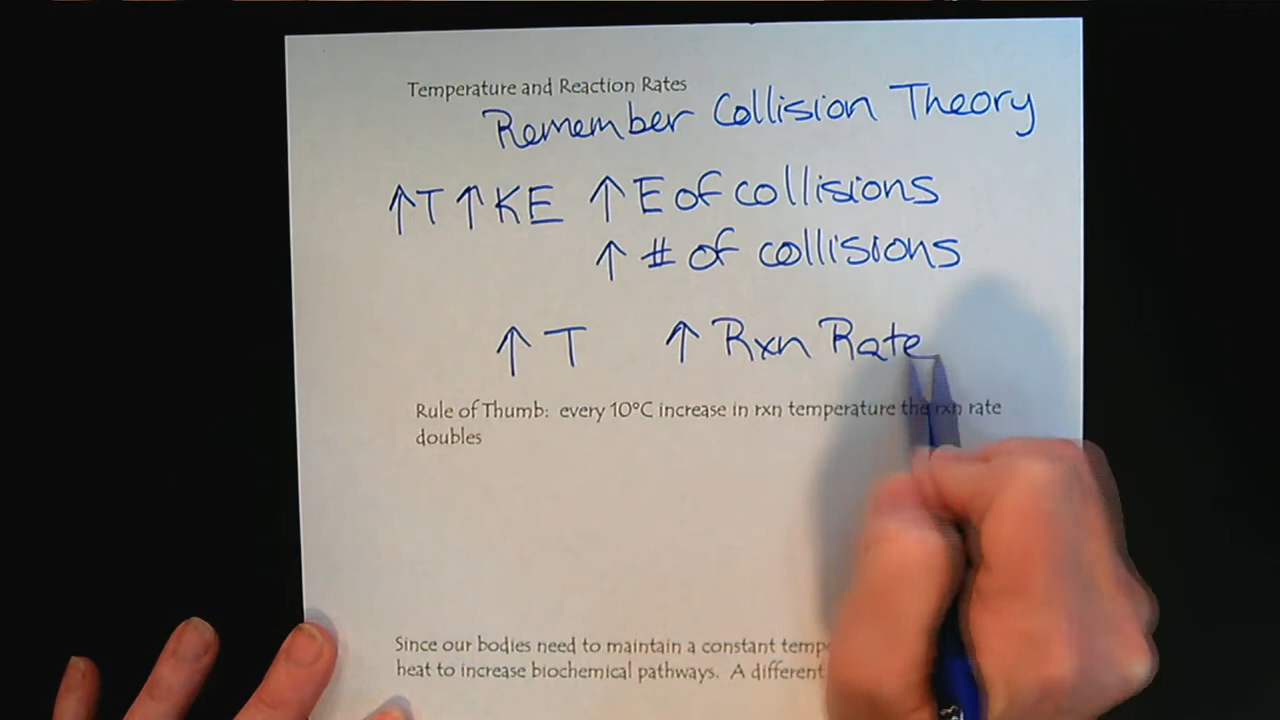 Temperature and Reaction Rates
Remember Collision Theory
↑T ↑KE ↑E of collisions
↑ # of collisions
↑ T ↑ Rxn Rate
Rule of Thumb: every 10°C increase in rxn temperature the rxn rate
doubles
Since our bodies need to maintain a constant
heat to increase biochemical pathways. A different